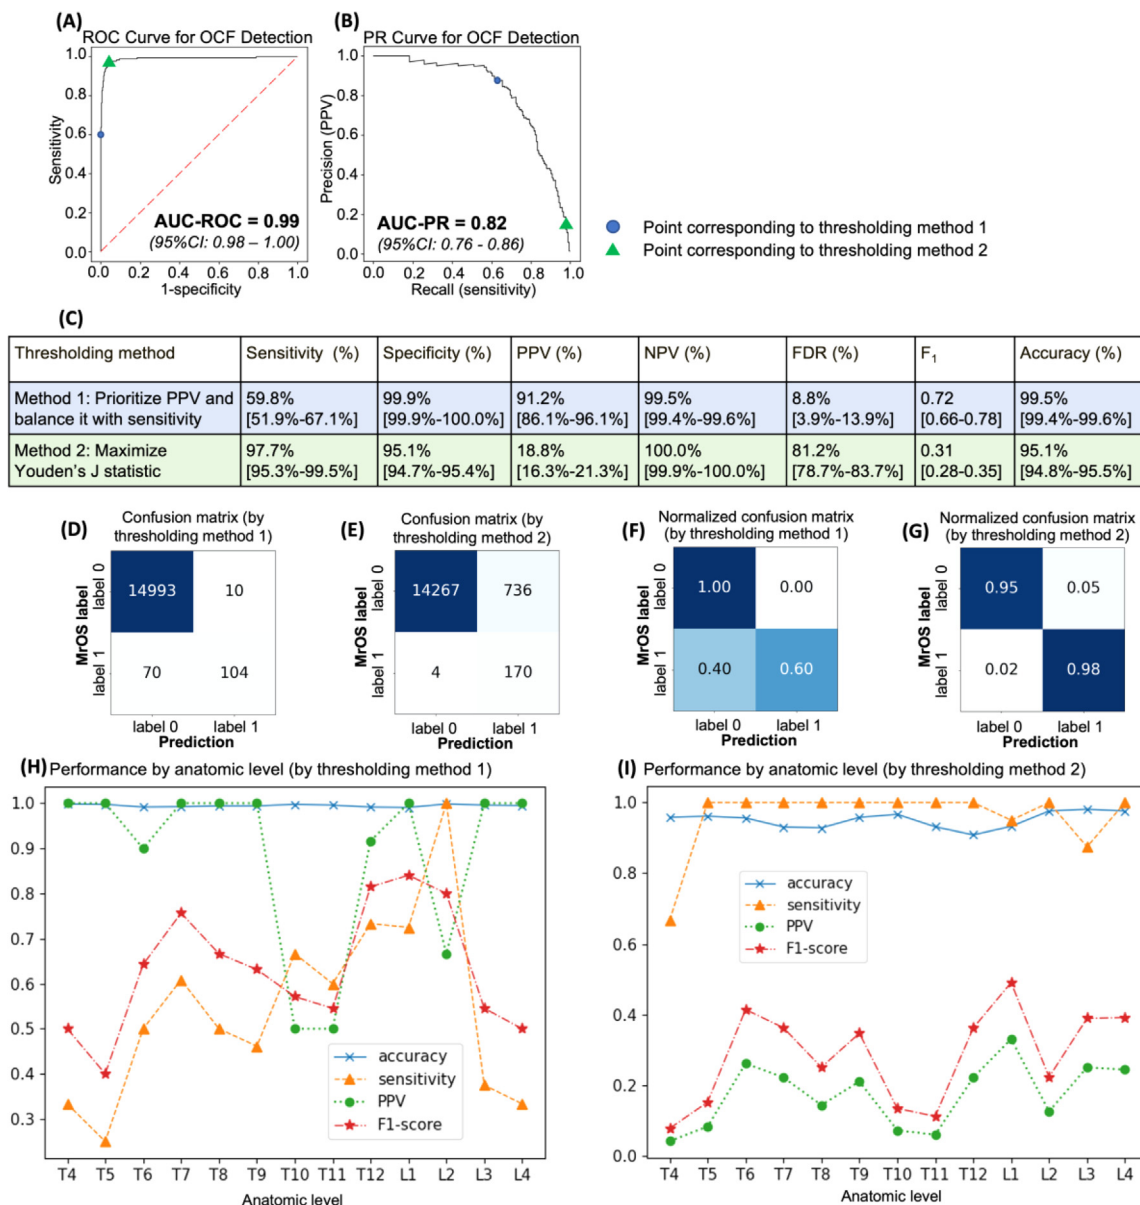 (A)
ROC Curve for OCF Detection
1.0
0.8
0.6
0.4
0.2
0.0
Sensitivity
AUC-ROC = 0.99
(95%CI: 0.98 – 1.00)
0.0 0.2 0.4 0.6 0.8 1.0
1-specificity
(B)
PR Curve for OCF Detection
1.0
0.8
0.6
0.4
0.2
0.0
Precision (PPV)
AUC-PR = 0.82
(95%CI: 0.76 - 0.86)
0.0 0.2 0.4 0.6 0.8 1.0
Recall (sensitivity)
Point corresponding to thresholding method 1
Point corresponding to thresholding method 2
(C)
Thresholding method Sensitivity (%) Specificity (%) PPV (%) NPV (%) FDR (%) F1 Accuracy (%)
Method 1: Prioritize PPV and 59.8% 99.9% 91.2% 99.5% 8.8% 0.72 99.5%
balance it with sensitivity [51.9%-67.1%] [99.9%-100.0%] [86.1%-96.1%] [99.4%-99.6%] [3.9%-13.9%] [0.66-0.78] [99.4%-99.6%]
Method 2: Maximize 97.7% 95.1% 18.8% 100.0% 81.2% 0.31 95.1%
Youden's J statistic [95.3%-99.5%] [94.7%-95.4%] [16.3%-21.3%] [99.9%-100.0%] [78.7%-83.7%] [0.28-0.35] [94.8%-95.5%]
(D)
Confusion matrix (by
thresholding method 1)
MrOS label
label 0
label 1
14993 10
70 104
label 0 label 1
Prediction
(E)
Confusion matrix (by
thresholding method 2)
MrOS label
label 0
label 1
14267 736
4 170
label 0 label 1
Prediction
(F)
Normalized confusion matrix
(by thresholding method 1)
MrOS label
label 0
label 1
1.00 0.00
0.40 0.60
label 0 label 1
Prediction
(G)
Normalized confusion matrix
(by thresholding method 2)
MrOS label
label 0
label 1
0.95 0.05
0.02 0.98
label 0 label 1
Prediction
(H) Performance by anatomic level (by thresholding method 1)
1.0
0.9
0.8
0.7
0.6
0.5
0.4
0.3
accuracy
sensitivity
PPV
F1-score
T4 T5 T6 T7 T8 T9 T10 T11 T12 L1 L2 L3 L4
Anatomic level
(I) Performance by anatomic level (by thresholding method 2)
1.0
0.8
0.6
0.4
0.2
0.0
accuracy
sensitivity
PPV
F1-score
T4 T5 T6 T7 T8 T9 T10 T11 T12 L1 L2 L3 L4
Anatomic level